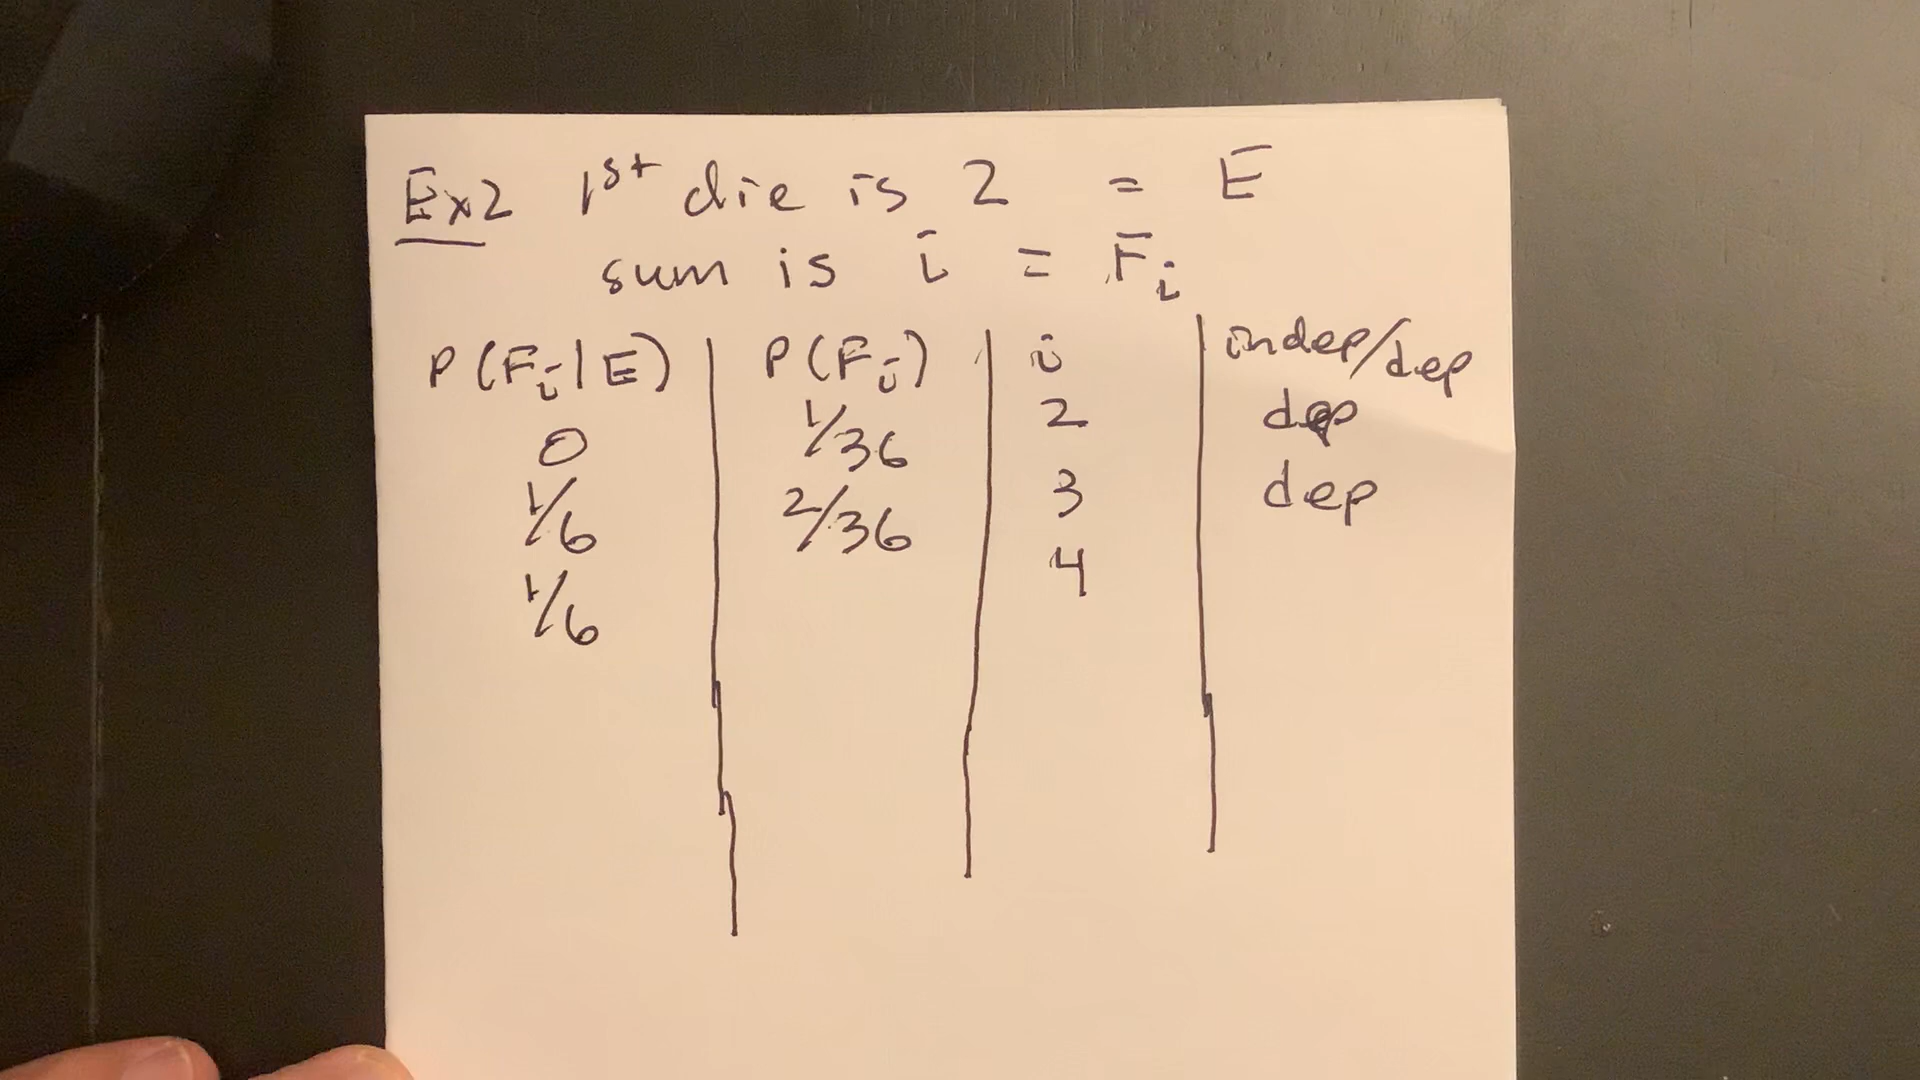 Ex2 1st die is 2 = E
sum is i = Fi
P(Fi|E) P(Fi) i indep/dep
0 1/36 2 dep
1/6 2/36 3 dep
1/6 4